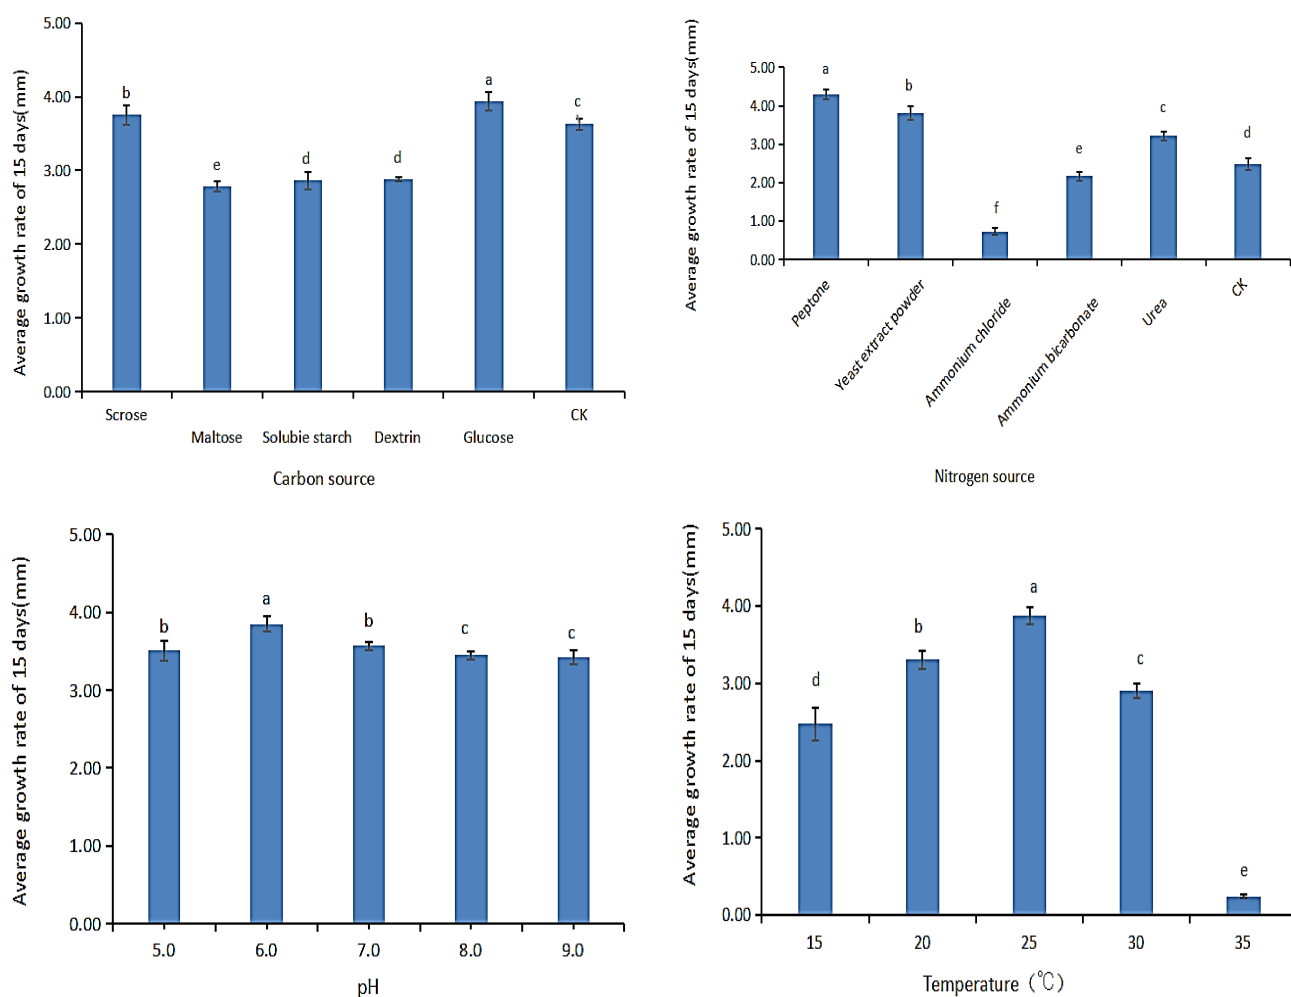 Average growth rate of 15 days(mm)
5.00
4.00
3.00
2.00
1.00
0.00
b
e
d
d
a
c
Scrose
Maltose
Solubie starch
Dextrin
Glucose
CK
Carbon source
Average growth rate of 15 days(mm)
5.00
4.00
3.00
2.00
1.00
0.00
a
b
f
e
c
d
Peptone
Yeast extract powder
Ammonium chloride
Ammonium bicarbonate
Urea
CK
Nitrogen source
Average growth rate of 15 days(mm)
5.00
4.00
3.00
2.00
1.00
0.00
b
a
b
c
c
5.0
6.0
7.0
8.0
9.0
pH
Average growth rate of 15 days(mm)
5.00
4.00
3.00
2.00
1.00
0.00
d
b
a
c
e
15
20
25
30
35
Temperature（℃）